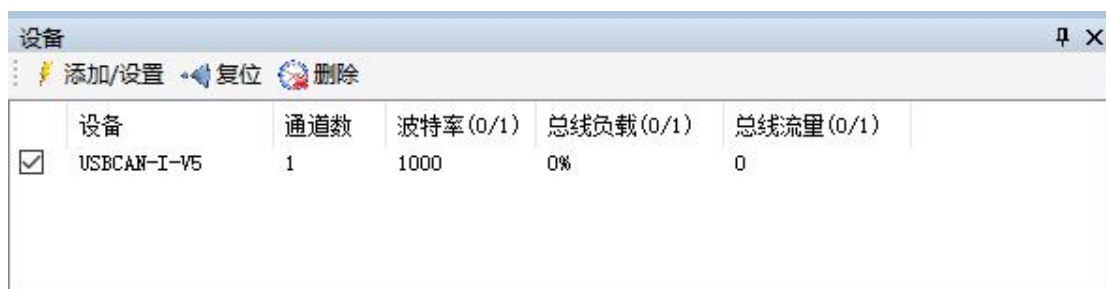 设备
添加/设置 复位 删除
设备 通道数 波特率(0/1) 总线负载(0/1) 总线流量(0/1)
USBCAN-I-V5 1 1000 0% 0